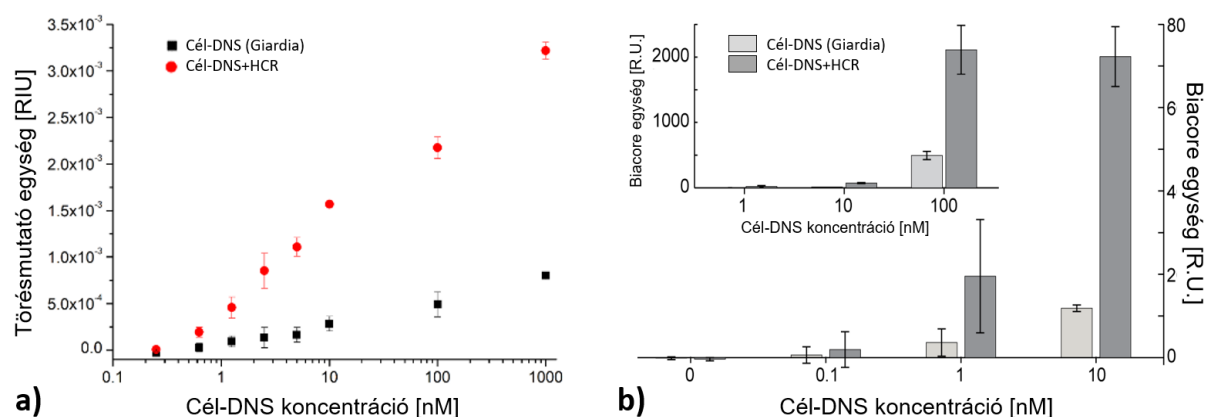 Törésmutató egység [RIU]
3.5x10⁻³
3.0x10⁻³
2.5x10⁻³
2.0x10⁻³
1.5x10⁻³
1.0x10⁻³
5.0x10⁻⁴
0.0
Cél-DNS (Giardia)
Cél-DNS+HCR
0.1 1 10 100 1000
a) Cél-DNS koncentráció [nM]
Biacore egység [R.U.]
2000
1000
0
Cél-DNS (Giardia)
Cél-DNS+HCR
1 10 100
Cél-DNS koncentráció [nM]
80
60
40
20
0
Biacore egység [R.U.]
0 0.1 1 10
b) Cél-DNS koncentráció [nM]